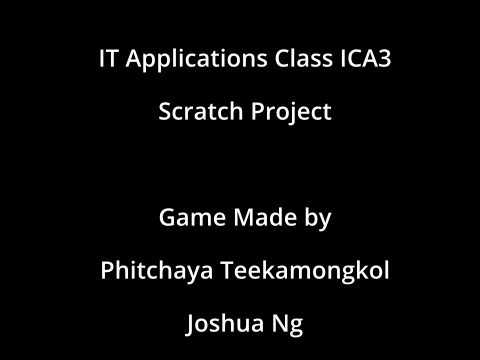 IT Applications Class ICA3
Scratch Project
Game Made by
Phitchaya Teekamongkol
Joshua Ng